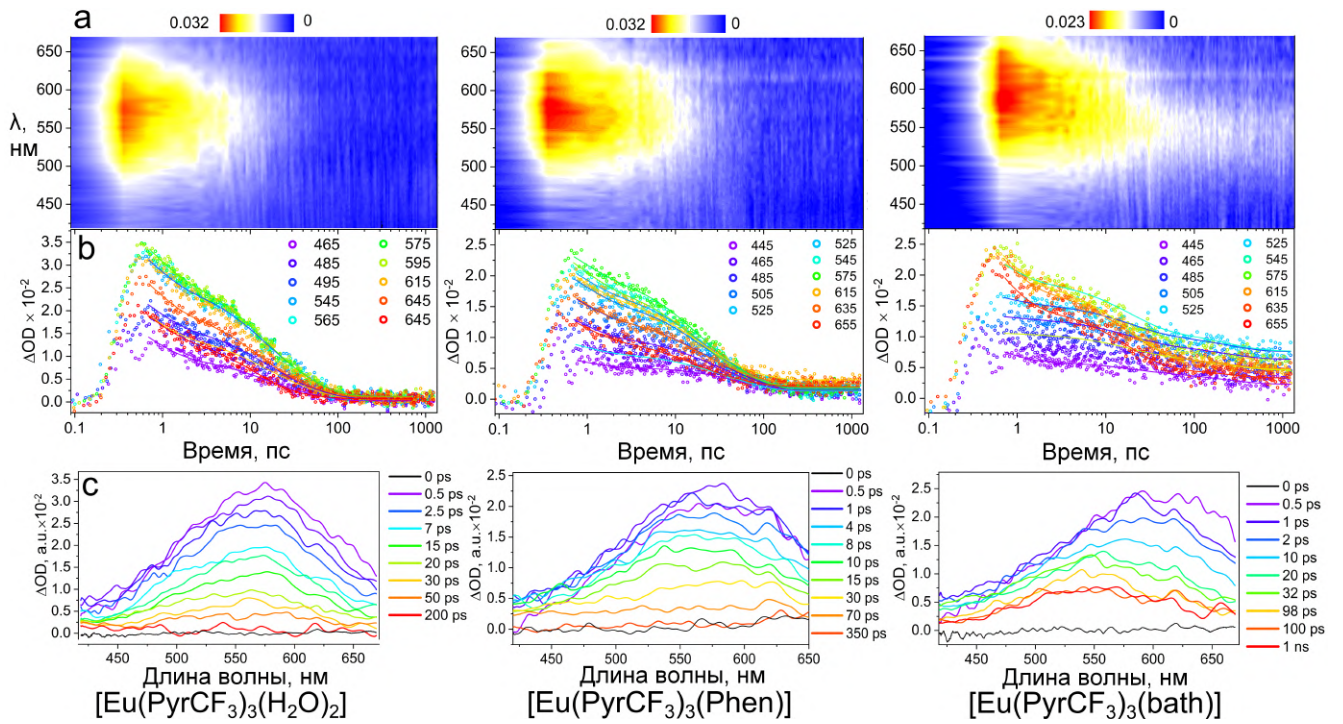 a
0.032 0
0.032 0
0.023 0
λ,
нм
650
600
550
500
450
650
600
550
500
450
650
600
550
500
450
b
ΔOD × 10⁻²
3.5
3.0
2.5
2.0
1.5
1.0
0.5
0.0
465 575
485 595
495 615
545 645
565 645
0.1 1 10 100 1000
Время, пс
ΔOD × 10⁻²
2.5
2.0
1.5
1.0
0.5
0.0
445 525
465 545
485 575
505 615
525 635
655
0.1 1 10 100 1000
Время, пс
ΔOD × 10⁻²
2.5
2.0
1.5
1.0
0.5
0.0
445 525
465 545
485 575
505 615
525 635
655
0.1 1 10 100 1000
Время, пс
c
ΔOD, a.u.×10⁻²
3.5
3.0
2.5
2.0
1.5
1.0
0.5
0.0
0 ps
0.5 ps
2.5 ps
7 ps
15 ps
20 ps
30 ps
50 ps
200 ps
450 500 550 600 650
Длина волны, нм
[Eu(PyrCF₃)₃(H₂O)₂]
ΔOD, a.u.×10⁻²
2.5
2.0
1.5
1.0
0.5
0.0
0 ps
0.5 ps
1 ps
4 ps
8 ps
10 ps
15 ps
30 ps
70 ps
350 ps
450 500 550 600 650
Длина волны, нм
[Eu(PyrCF₃)₃(Phen)]
ΔOD, a.u.×10⁻²
2.5
2.0
1.5
1.0
0.5
0.0
0 ps
0.5 ps
1 ps
2 ps
10 ps
20 ps
32 ps
98 ps
100 ps
1 ns
450 500 550 600 650
Длина волны, нм
[Eu(PyrCF₃)₃(bath)]